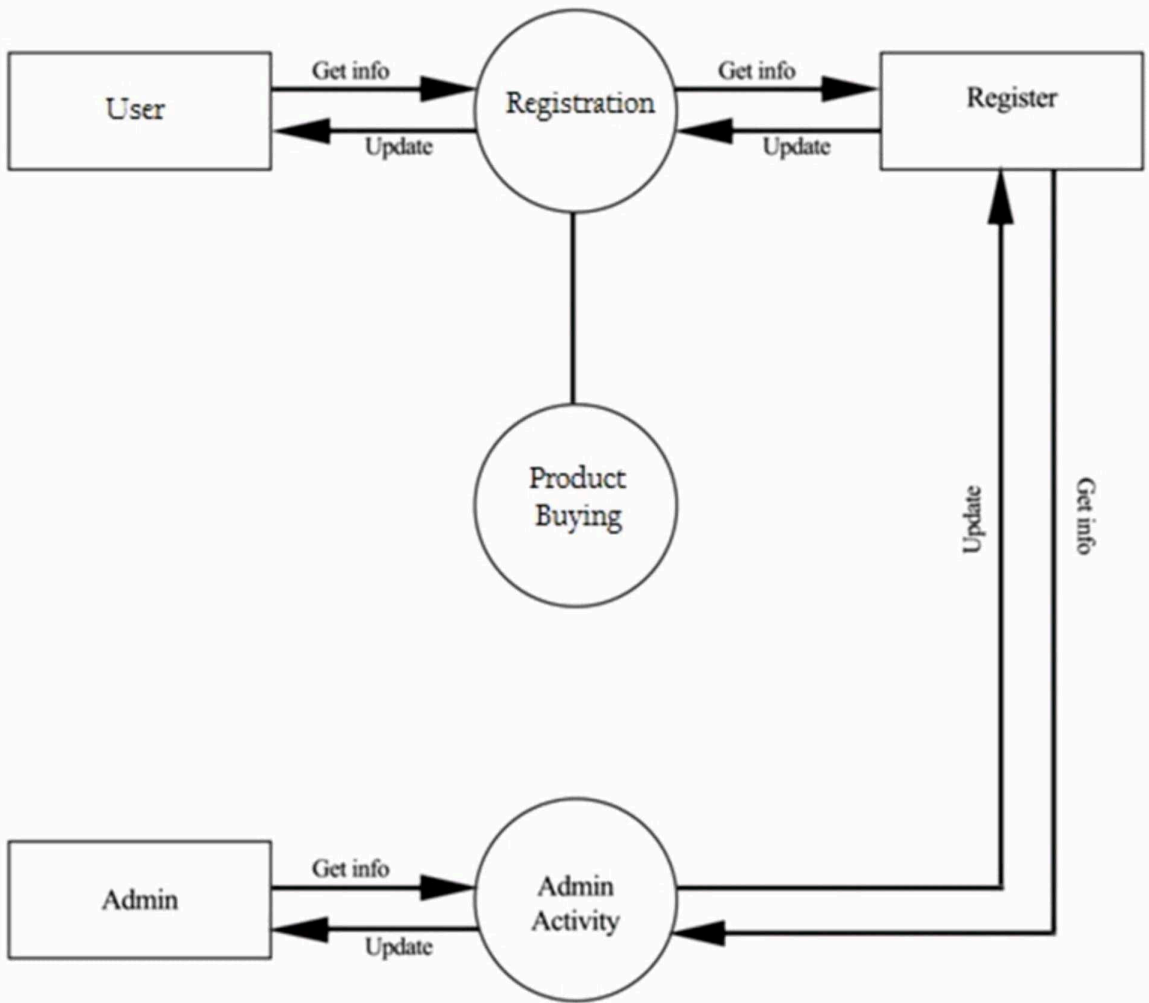 Get info
Get info
User
Registration
Register
Update
Update
Product
Buying
Update
Get info
Get info
Admin
Admin
Activity
Update